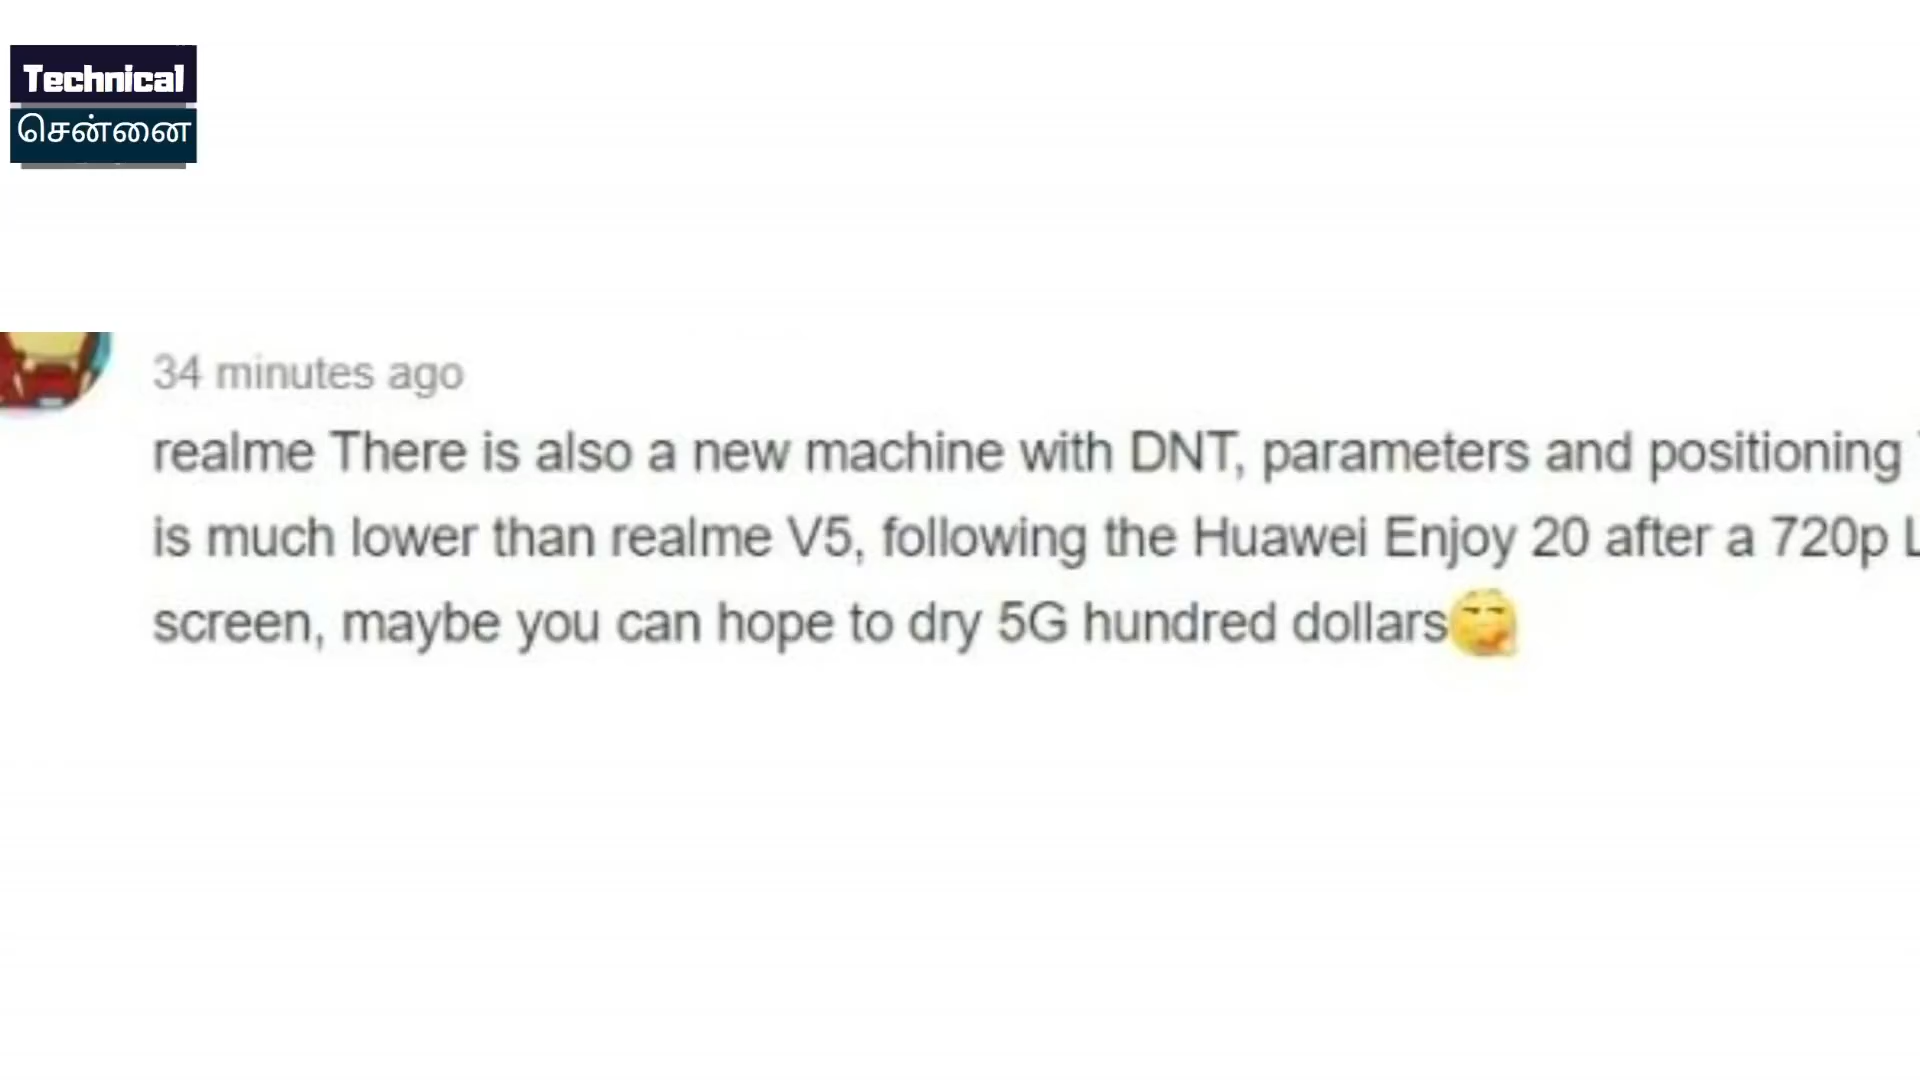 Technical
சென்னை
34 minutes ago
realme There is also a new machine with DNT, parameters and positioning
is much lower than realme V5, following the Huawei Enjoy 20 after a 720p
screen, maybe you can hope to dry 5G hundred dollars